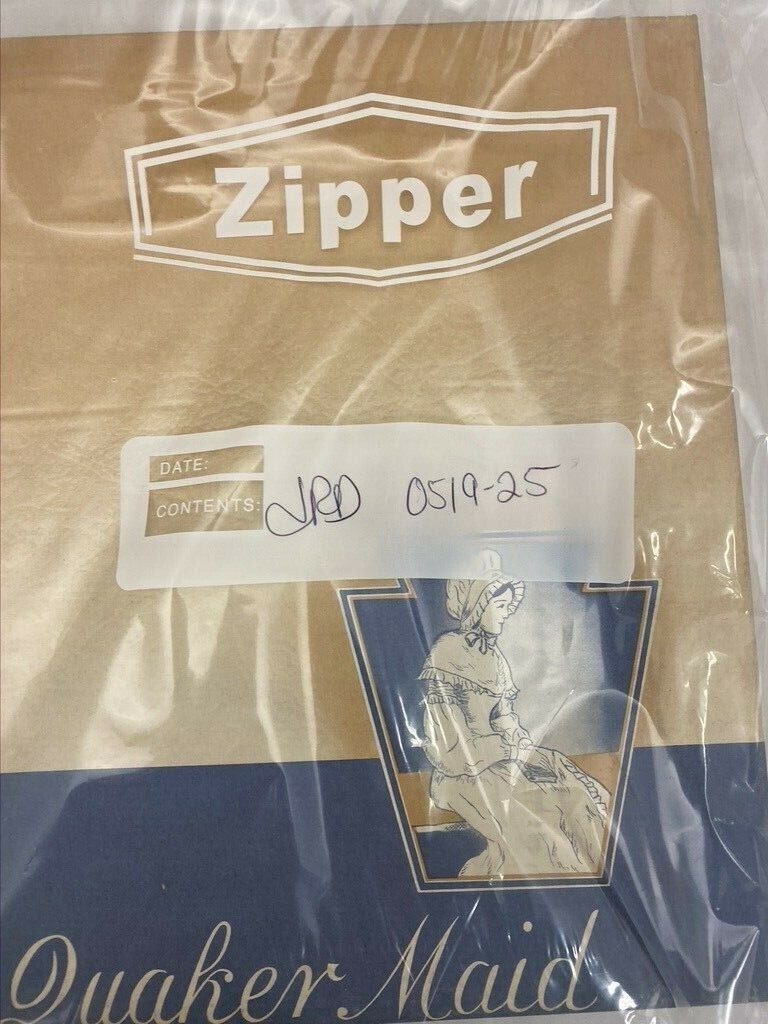 Zipper
DATE:
CONTENTS: JRD 0519-25
Quaker Maid